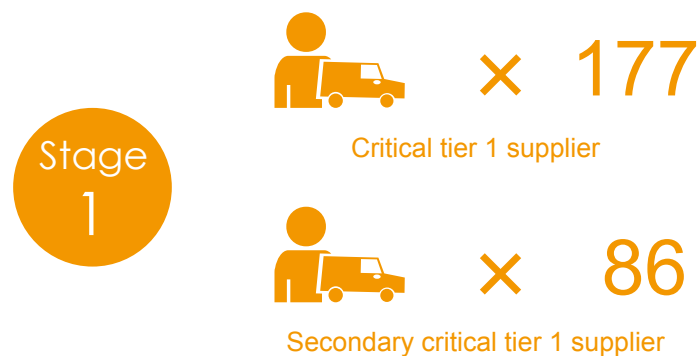 Stage
1
× 177
Critical tier 1 supplier
× 86
Secondary critical tier 1 supplier